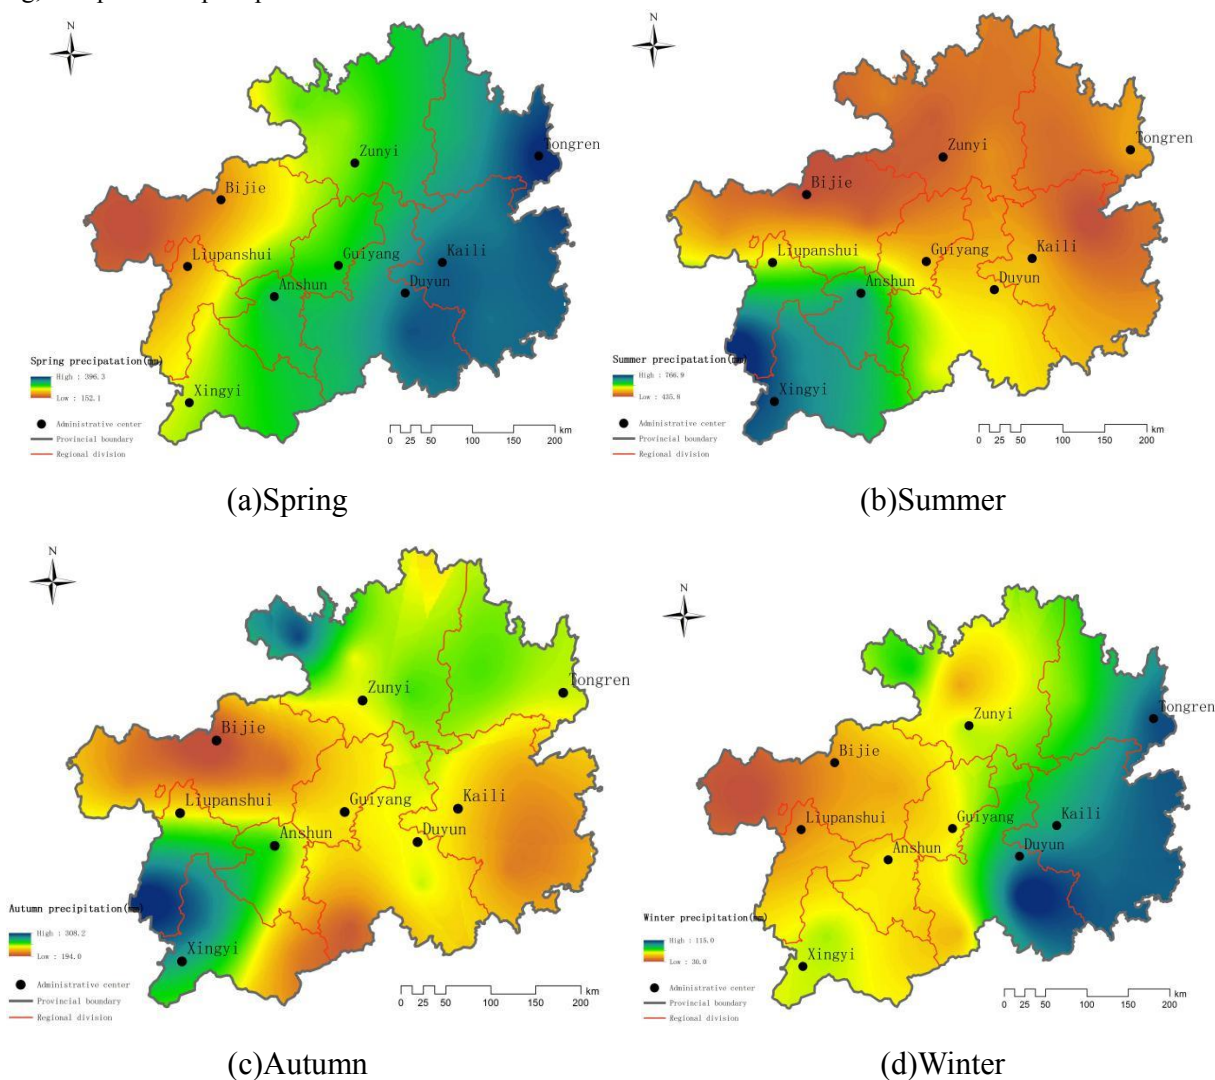 N
Zunyi
Tongren
Bijie
Liupanshui
Guiyang
Kaili
Anshun
Duyun
Xingyi
Spring precipatation(mm)
High : 396.3
Low : 152.1
Administrative center
Provincial boundary
Regional division
0 25 50 100 150 200
km
(a)Spring
N
Zunyi
Tongren
Bijie
Liupanshui
Guiyang
Kaili
Anshun
Duyun
Xingyi
Summer precipatation(mm)
High : 766.9
Low : 435.8
Administrative center
Provincial boundary
Regional division
0 25 50 100 150 200
km
(b)Summer
N
Zunyi
Tongren
Bijie
Liupanshui
Guiyang
Kaili
Anshun
Duyun
Xingyi
Autumn precipitation(mm)
High : 308.2
Low : 194.0
Administrative center
Provincial boundary
Regional division
0 25 50 100 150 200
km
(c)Autumn
N
Zunyi
Tongren
Bijie
Liupanshui
Guiyang
Kaili
Anshun
Duyun
Xingyi
Winter precipitation(mm)
High : 115.0
Low : 30.0
Administrative center
Provincial boundary
Regional division
0 25 50 100 150 200
km
(d)Winter